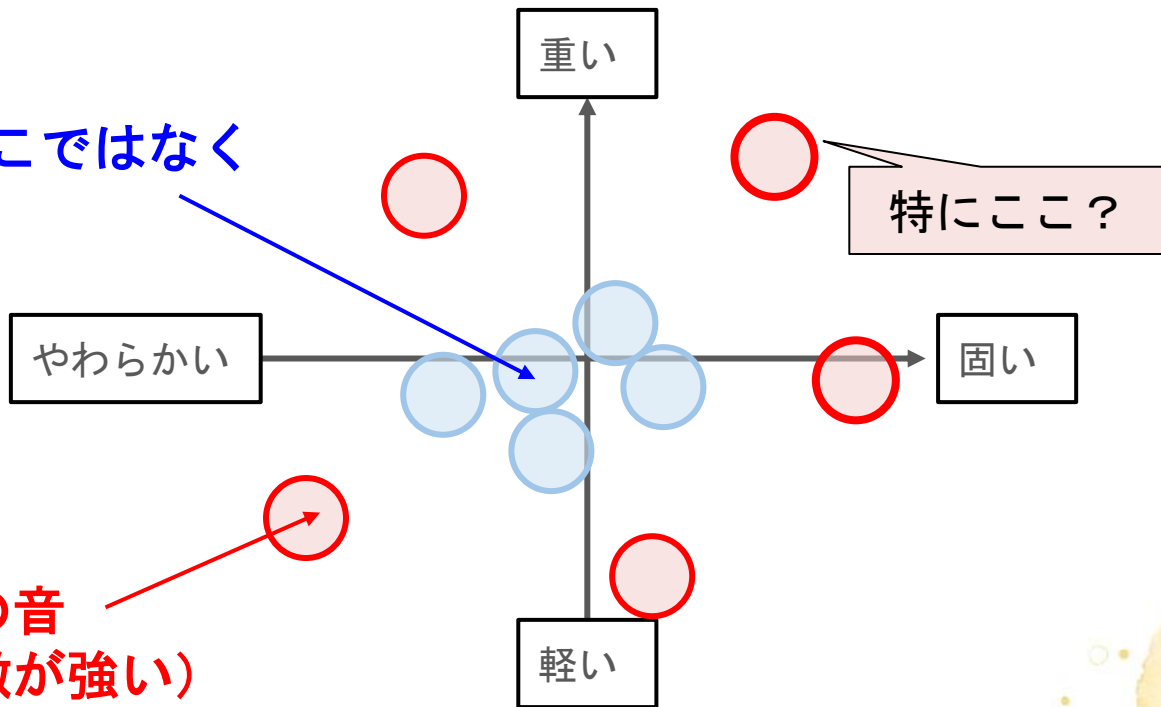 重い
こではなく
特にここ？
やわらかい
固い
の音
数が強い）
軽い